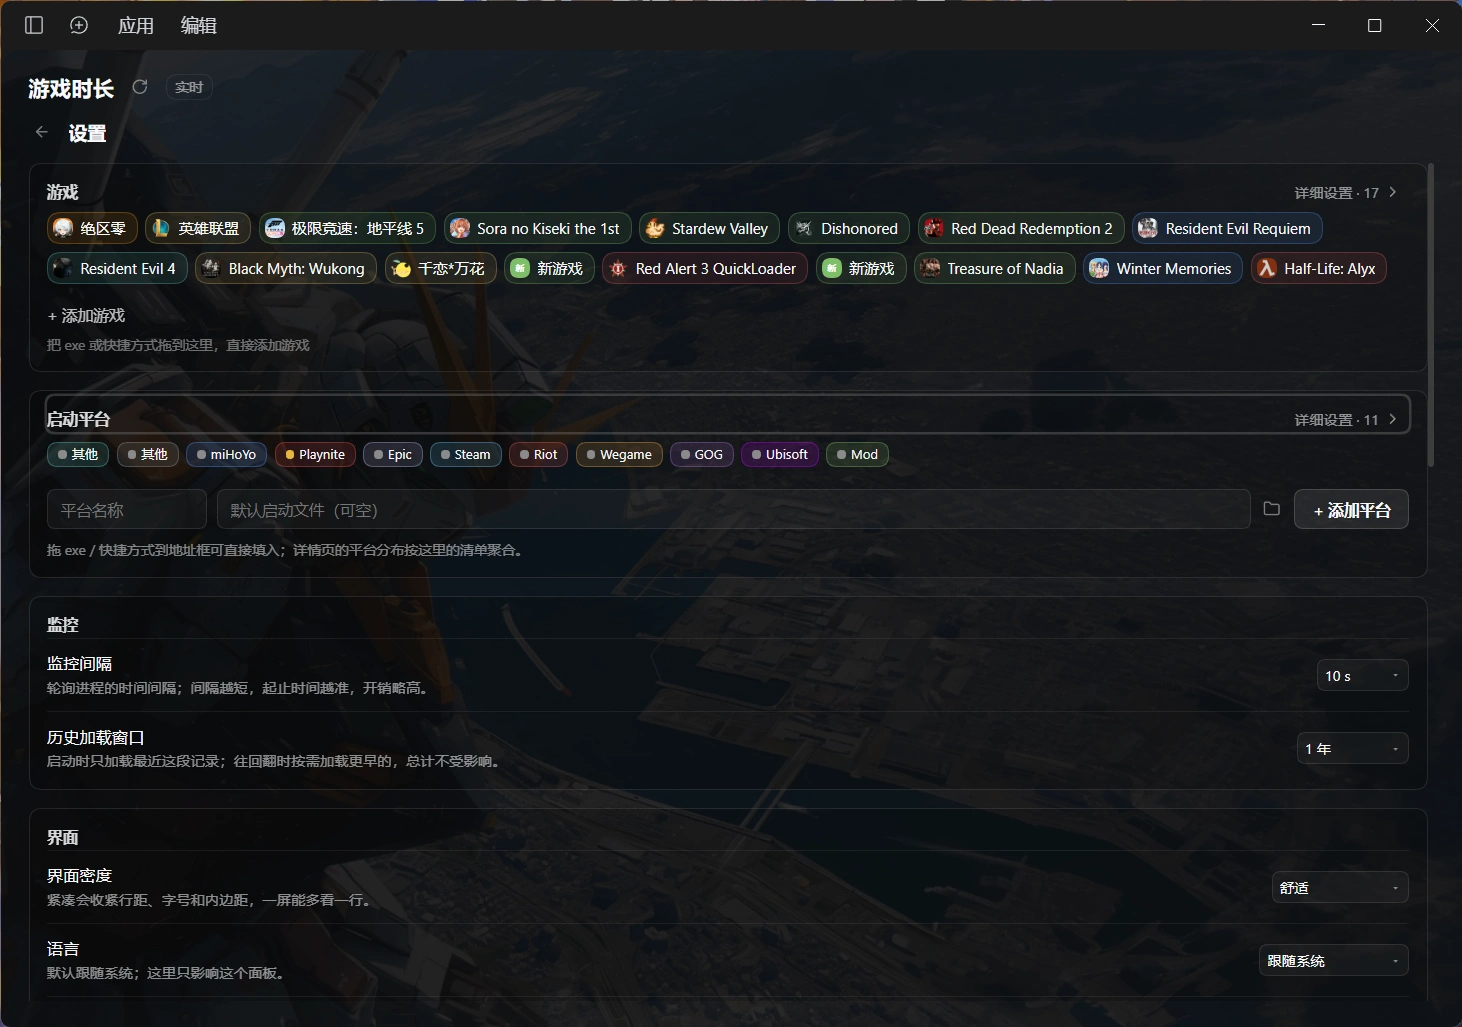 应用 编辑
游戏时长 实时
设置
游戏 详细设置 · 17
绝区零 英雄联盟 极限竞速：地平线 5 Sora no Kiseki the 1st Stardew Valley Dishonored Red Dead Redemption 2 Resident Evil Requiem
Resident Evil 4 Black Myth: Wukong 千恋*万花 新 新游戏 Red Alert 3 QuickLoader 新 新游戏 Treasure of Nadia Winter Memories Half-Life: Alyx
+ 添加游戏
把 exe 或快捷方式拖到这里，直接添加游戏
启动平台 详细设置 · 11
其他 其他 miHoYo Playnite Epic Steam Riot Wegame GOG Ubisoft Mod
平台名称 默认启动文件（可空） + 添加平台
拖 exe / 快捷方式到地址框可直接填入；详情页的平台分布按这里的清单聚合。
监控
监控间隔
轮询进程的时间间隔；间隔越短，起止时间越准，开销略高。
10 s
历史加载窗口
启动时只加载最近这段记录；往回翻时按需加载更早的，总计不受影响。
1 年
界面
界面密度
紧凑会收紧行距、字号和内边距，一屏能多看一行。
舒适
语言
默认跟随系统；这里只影响这个面板。
跟随系统